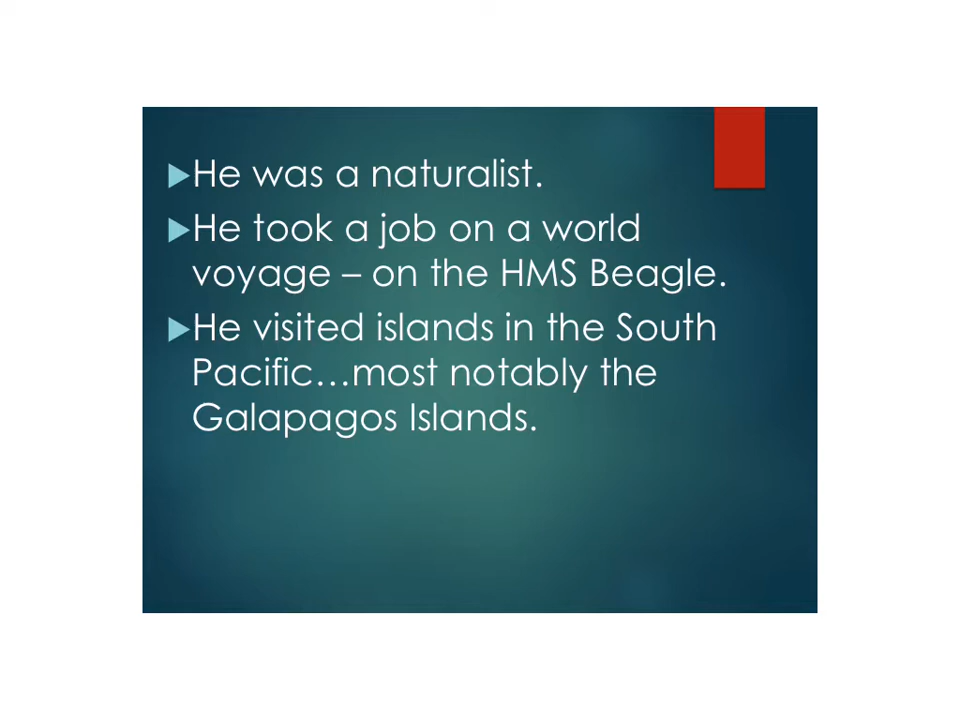 He was a naturalist.
He took a job on a world
voyage – on the HMS Beagle.
He visited islands in the South
Pacific…most notably the
Galapagos Islands.